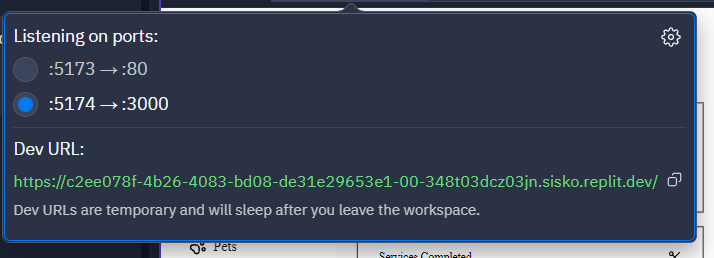 Listening on ports:
:5173 → :80
:5174 → :3000
Dev URL:
https://c2ee078f-4b26-4083-bd08-de31e29653e1-00-348t03dcz03jn.sisko.replit.dev/
Dev URLs are temporary and will sleep after you leave the workspace.
Pets
Services Completed